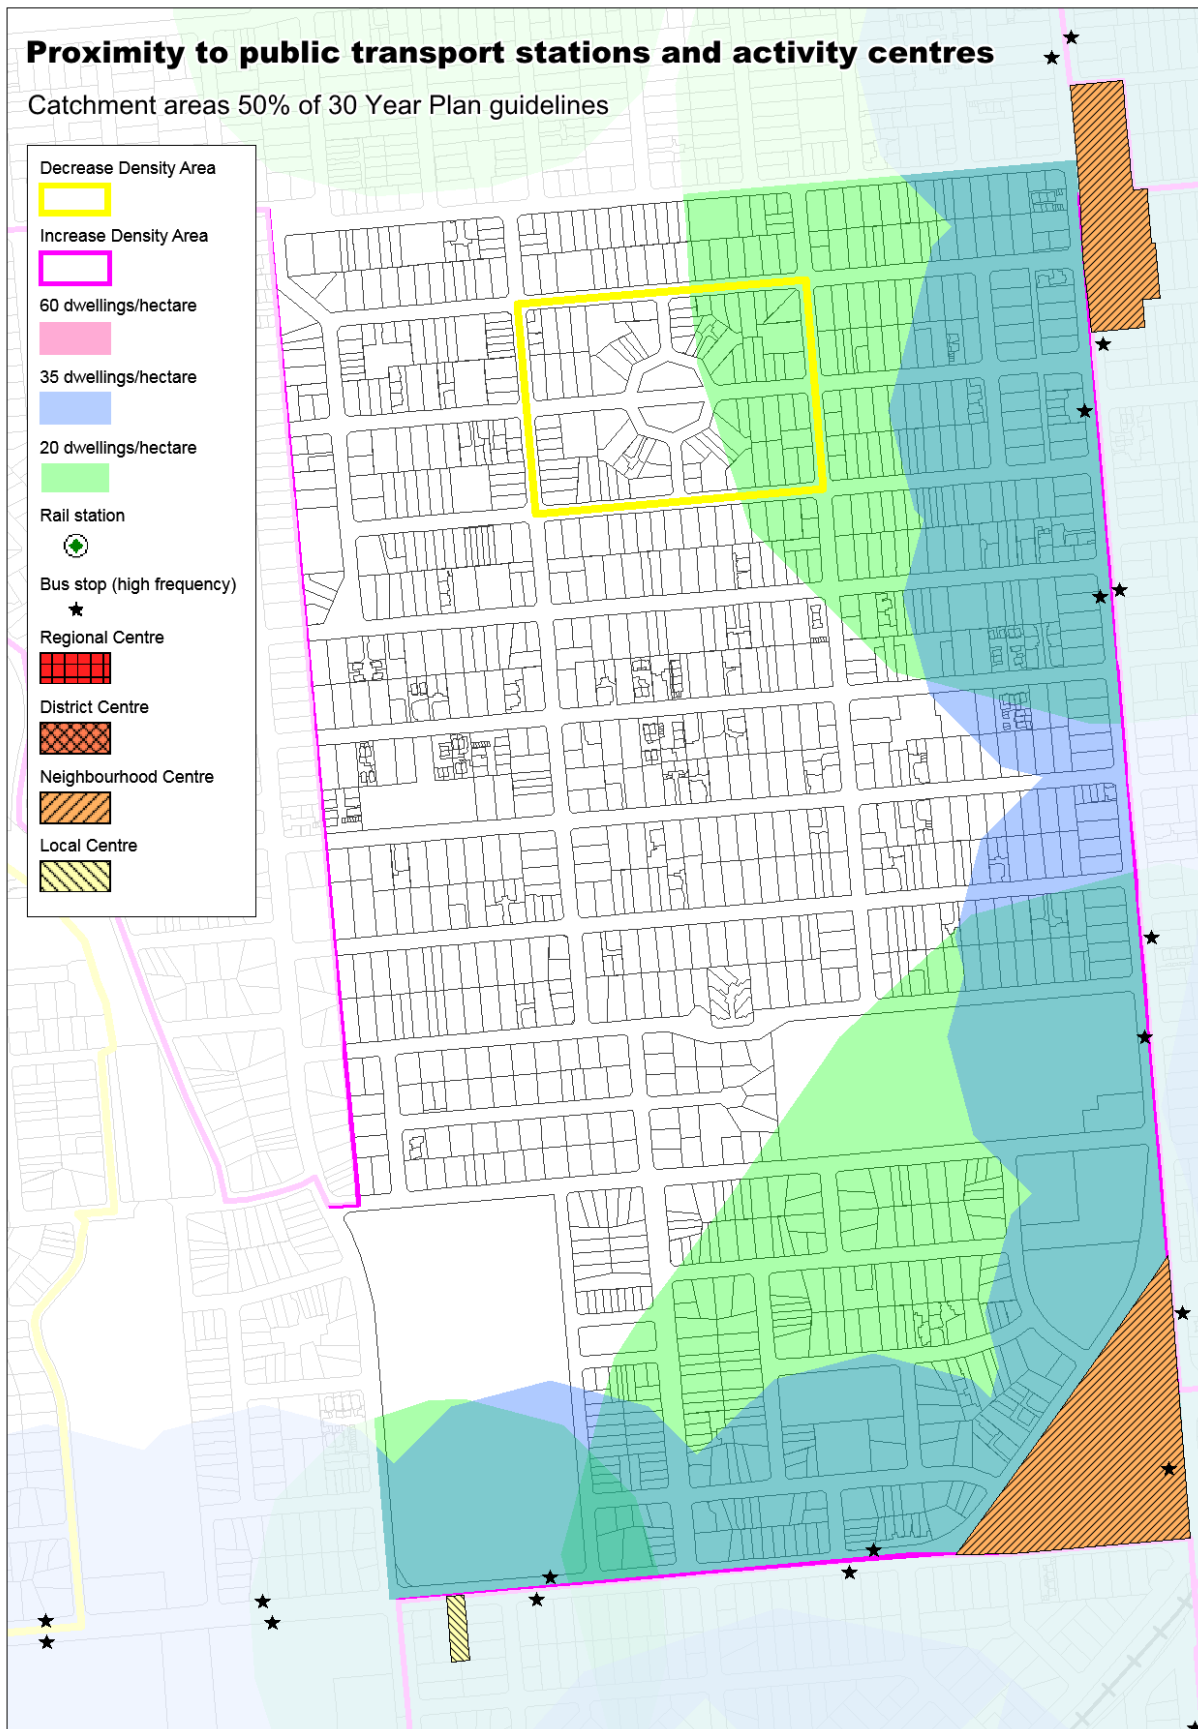 Proximity to public transport stations and activity centres
Catchment areas 50% of 30 Year Plan guidelines
Decrease Density Area
Increase Density Area
60 dwellings/hectare
35 dwellings/hectare
20 dwellings/hectare
Rail station
Bus stop (high frequency)
Regional Centre
District Centre
Neighbourhood Centre
Local Centre